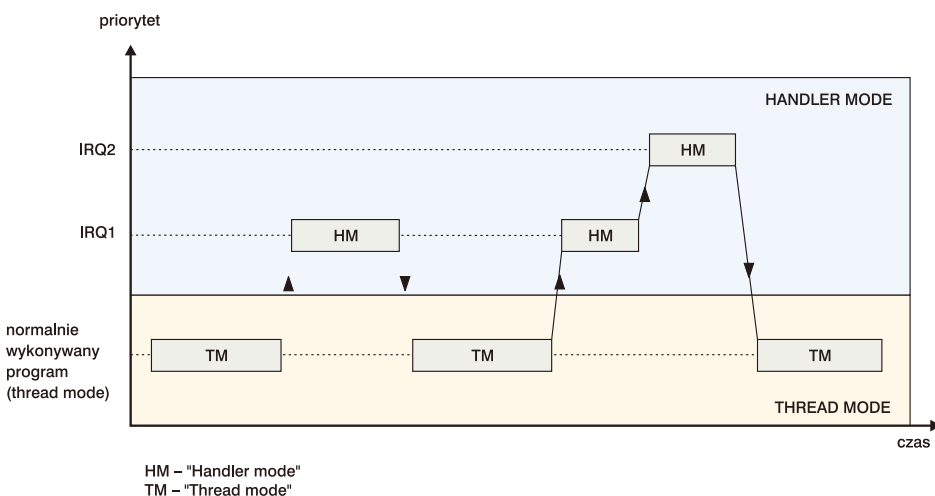 priorytet
HANDLER MODE
IRQ2
HM
IRQ1
HM
HM
normalnie
wykonywany
program
(thread mode)
TM
TM
TM
THREAD MODE
czas
HM – "Handler mode"
TM – "Thread mode"